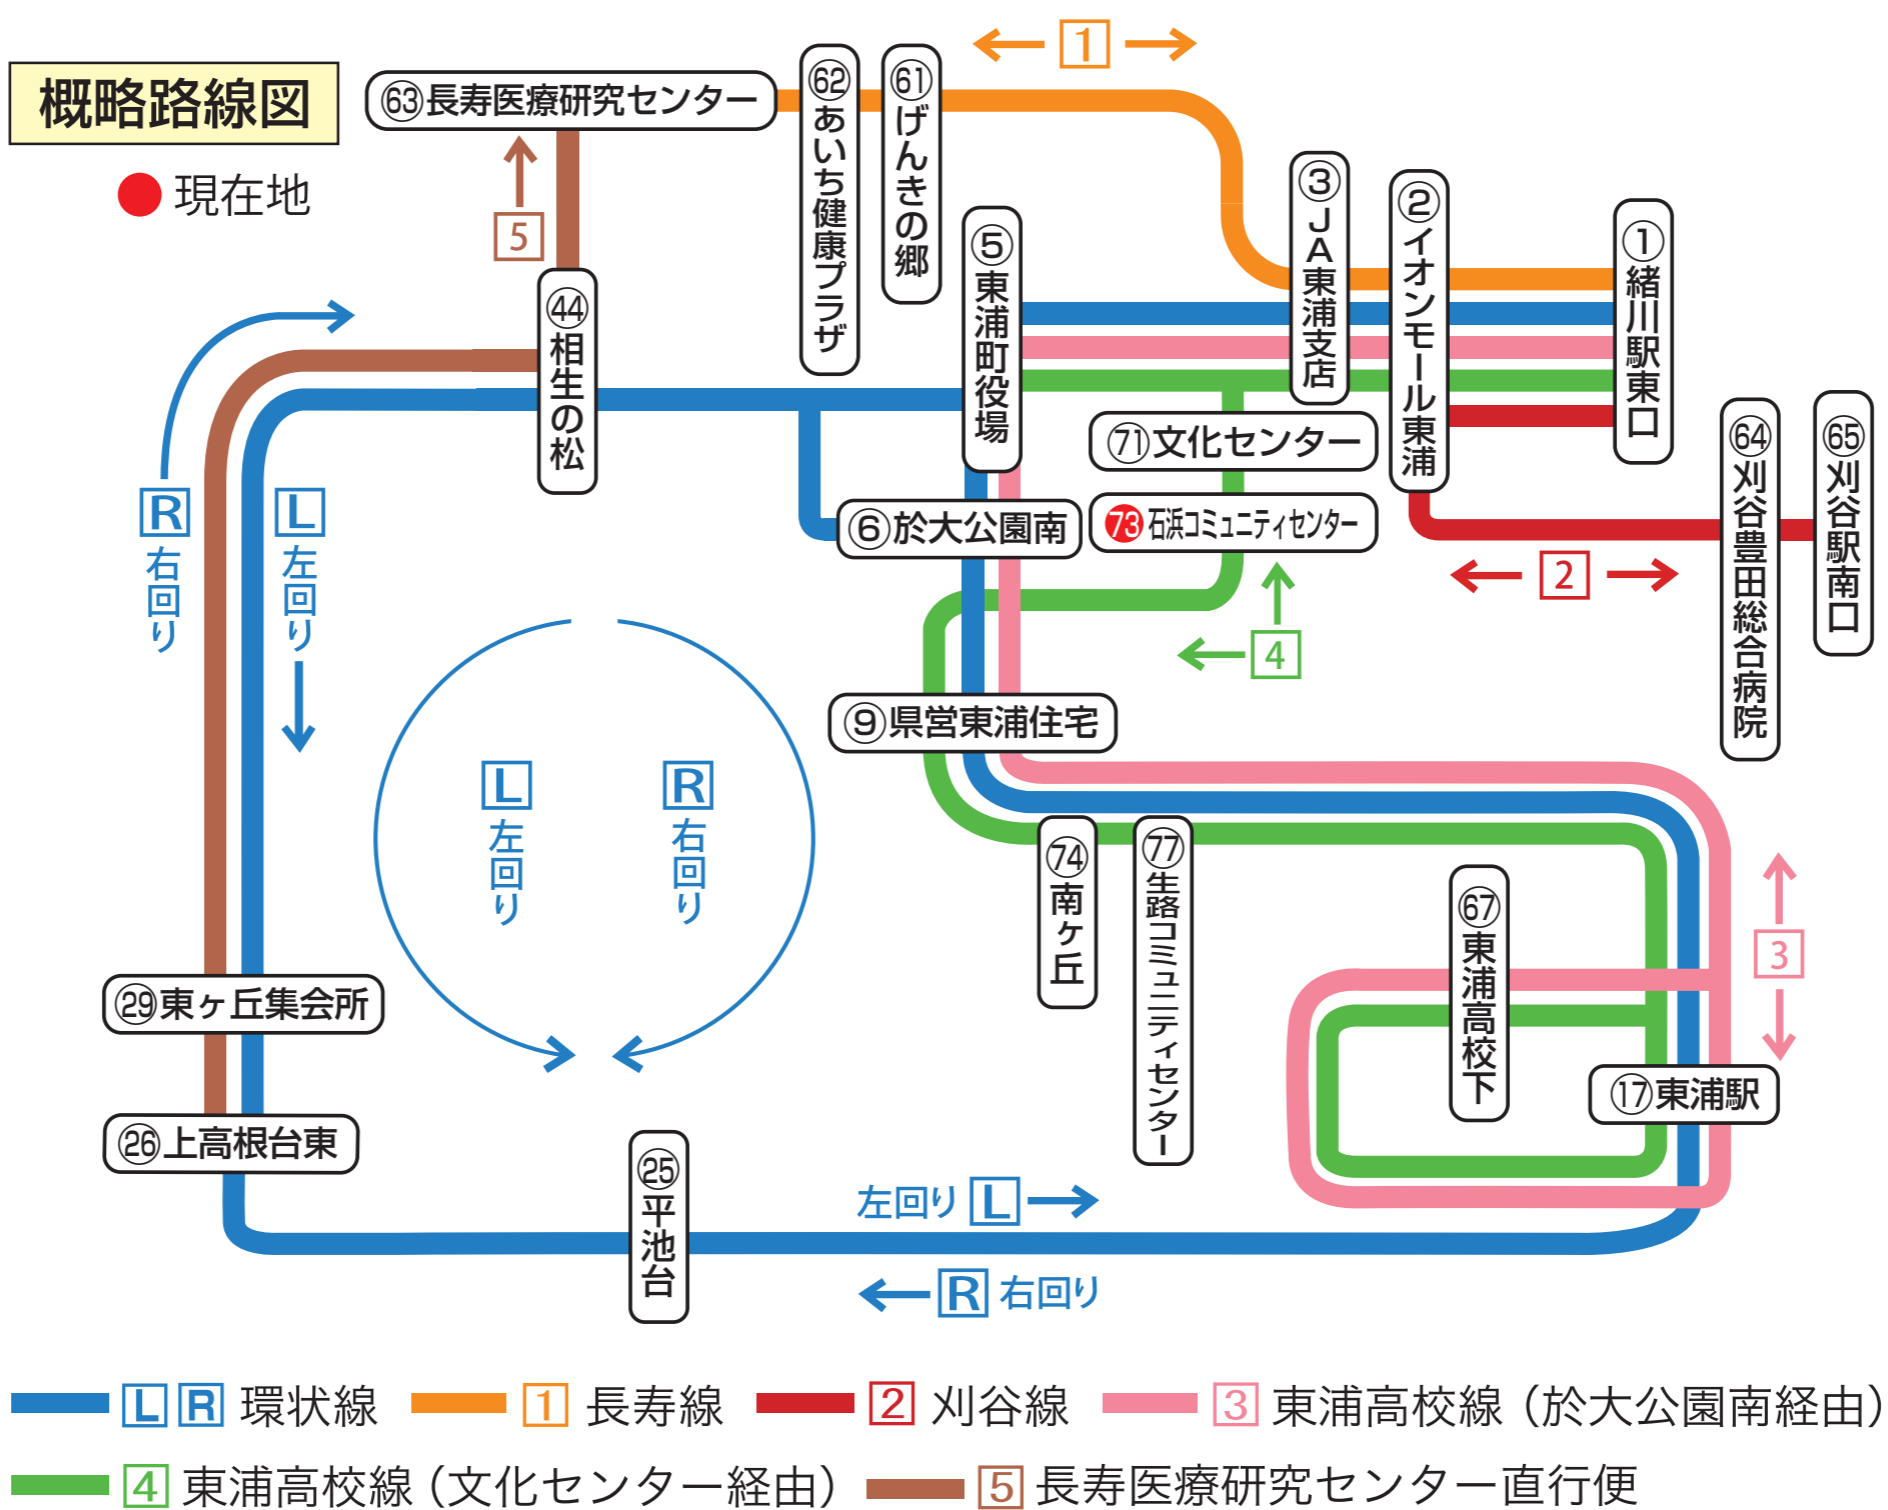 概略路線図
現在地
1
63長寿医療研究センター
62あいち健康プラザ
61げんきの郷
5
5東浦町役場
3JA東浦支店
2イオンモール東浦
1緒川駅東口
44相生の松
71文化センター
73石浜コミュニティセンター
64刈谷豊田総合病院
65刈谷駅南口
R
右回り
L
左回り
6於大公園南
2
4
9県営東浦住宅
L
左回り
R
右回り
74南ヶ丘
77生路コミュニティセンター
67東浦高校下
3
29東ヶ丘集会所
17東浦駅
26上高根台東
25平池台
左回り L
R 右回り
L R 環状線 1 長寿線 2 刈谷線 3 東浦高校線(於大公園南経由)
4 東浦高校線(文化センター経由) 5 長寿医療研究センター直行便